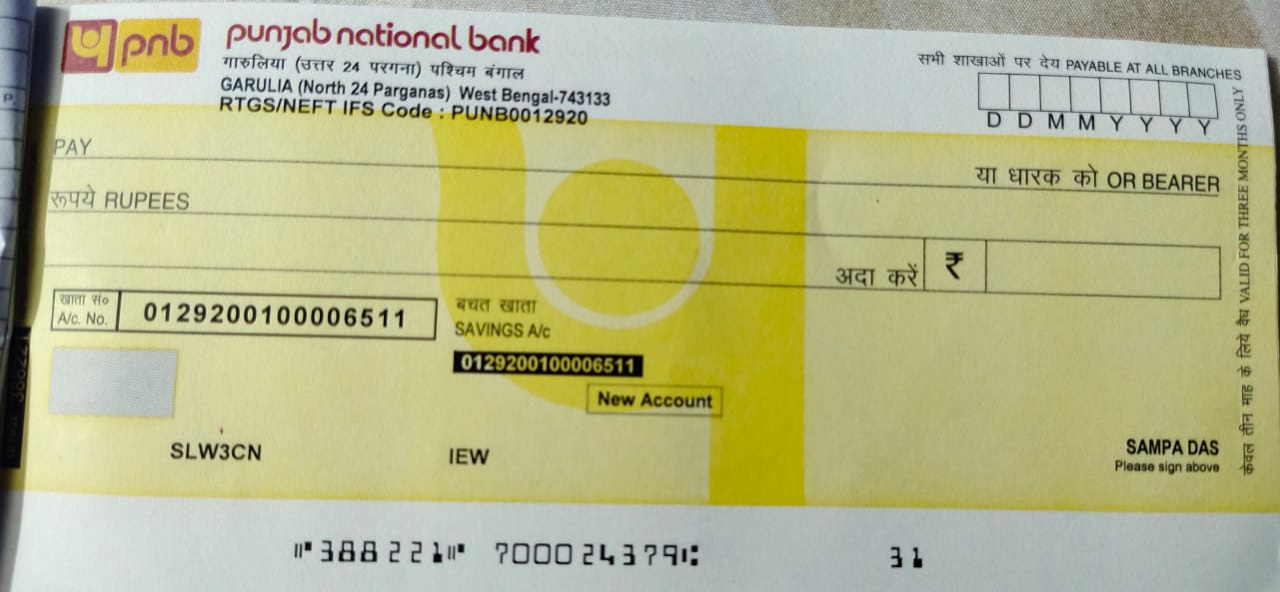 प pnb punjab national bank
गारुलिया (उत्तर 24 परगना) पश्चिम बंगाल
GARULIA (North 24 Parganas) West Bengal-743133
RTGS/NEFT IFS Code : PUNB0012920
सभी शाखाओं पर देय PAYABLE AT ALL BRANCHES
D D M M Y Y Y Y
PAY
या धारक को OR BEARER
रूपये RUPEES
अदा करें ₹
खाता सं०
A/c. No. 0129200100006511
बचत खाता
SAVINGS A/c
0129200100006511
New Account
SLW3CN IEW
SAMPA DAS
Please sign above
केवल तीन माह के लिये वैध VALID FOR THREE MONTHS ONLY
⑈388221⑈ 700024379⑆ 31
P.
388221